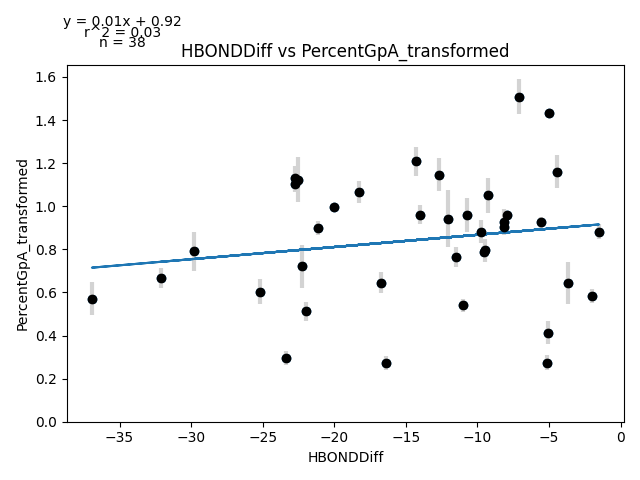 y = 0.01x + 0.92
r^2 = 0.03
n = 38
HBONDDiff vs PercentGpA_transformed
PercentGpA_transformed
1.6
1.4
1.2
1.0
0.8
0.6
0.4
0.2
0.0
−35 −30 −25 −20 −15 −10 −5 0
HBONDDiff